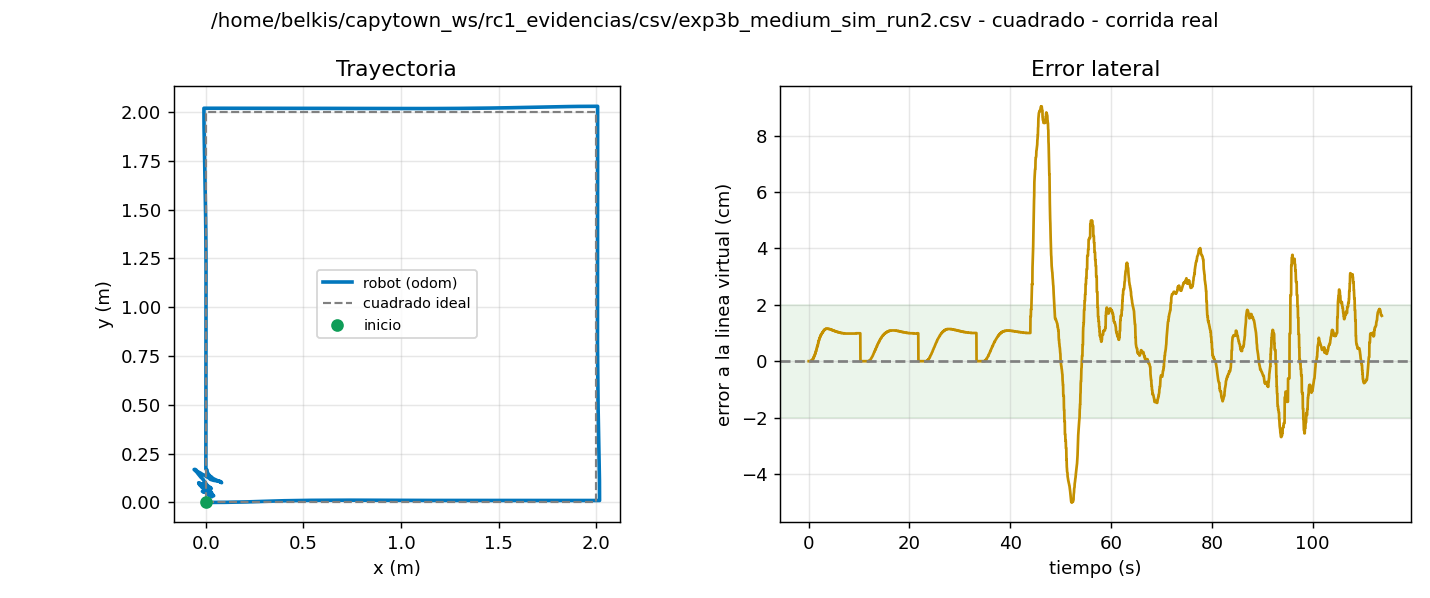 /home/belkis/capytown_ws/rc1_evidencias/csv/exp3b_medium_sim_run2.csv - cuadrado - corrida real
Trayectoria
y (m)
2.00
1.75
1.50
1.25
1.00
0.75
0.50
0.25
0.00
robot (odom)
cuadrado ideal
inicio
0.0 0.5 1.0 1.5 2.0
x (m)
Error lateral
error a la linea virtual (cm)
8
6
4
2
0
−2
−4
0 20 40 60 80 100
tiempo (s)